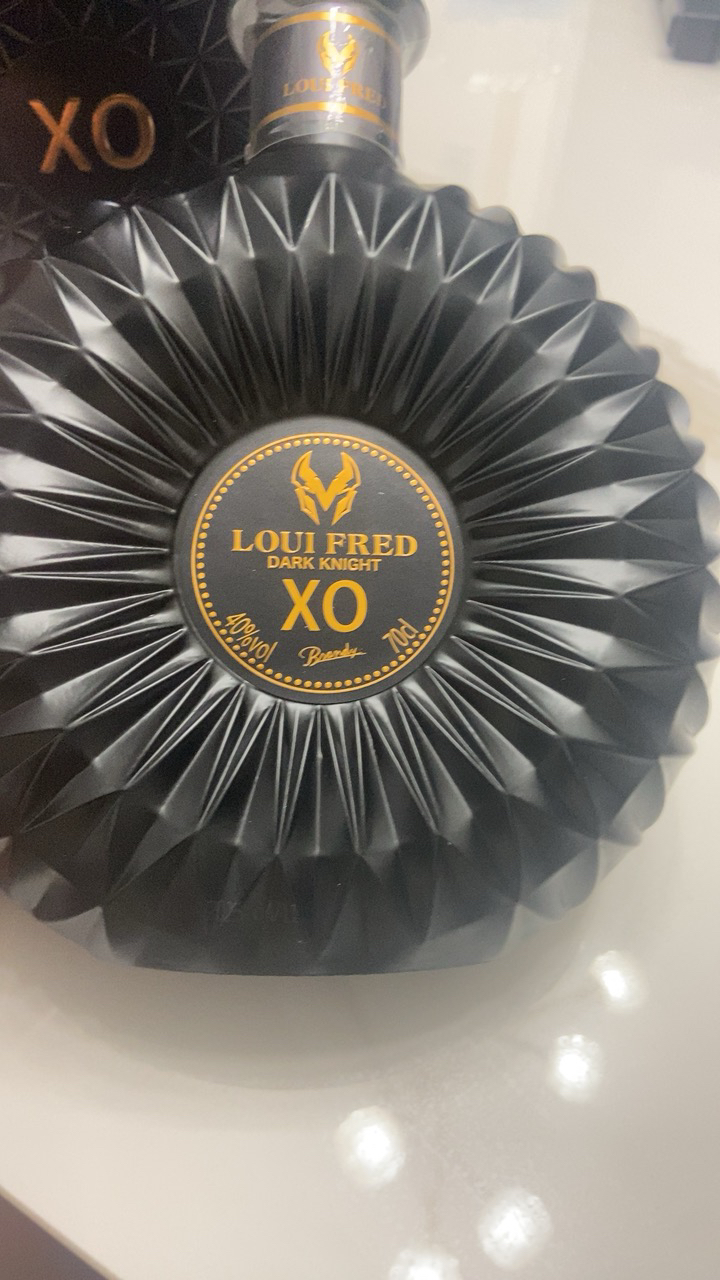 LOUI FRED
XO
LOUI FRED
DARK KNIGHT
XO
40%vol
Brandy
70cl